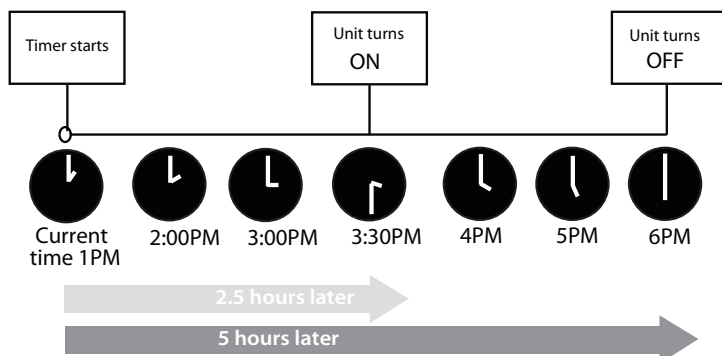 Timer starts
Unit turns
ON
Unit turns
OFF
Current
time 1PM
2:00PM
3:00PM
3:30PM
4PM
5PM
6PM
2.5 hours later
5 hours later